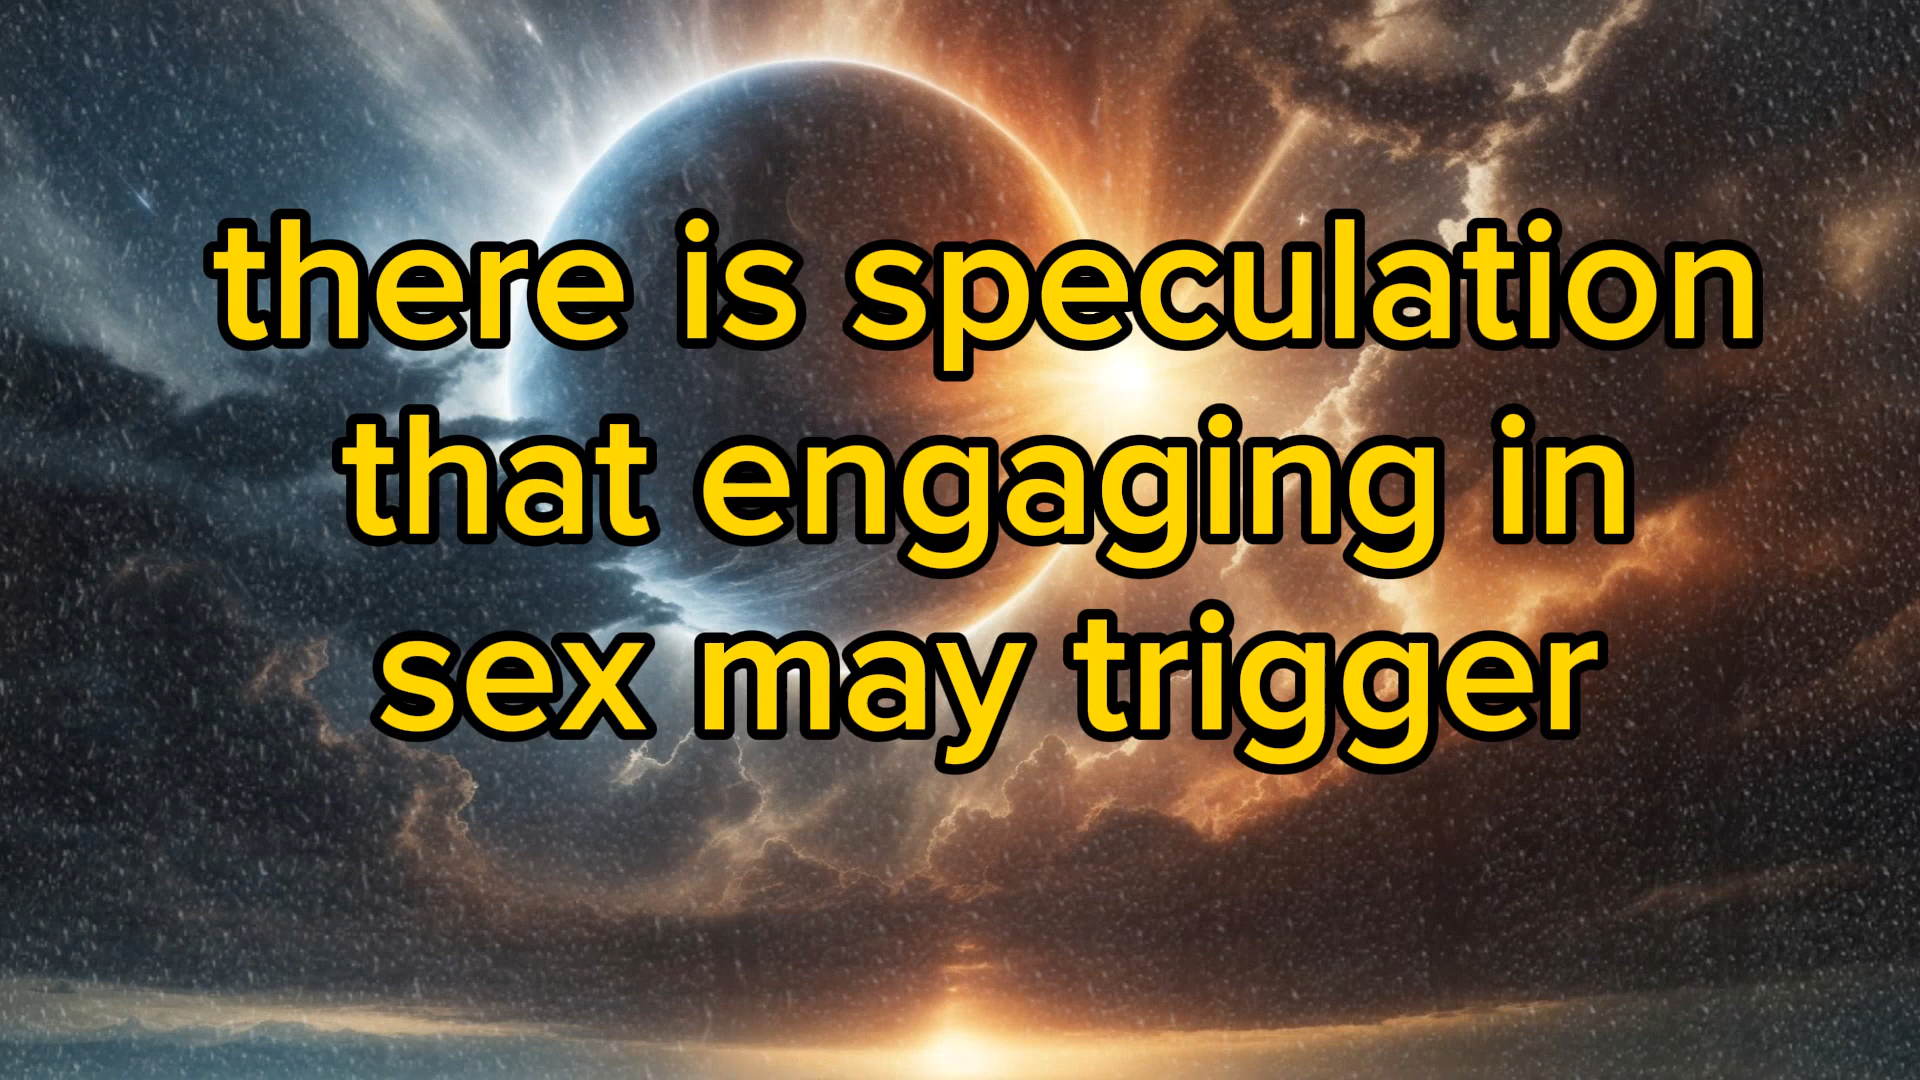 there is speculation
that engaging in
sex may trigger